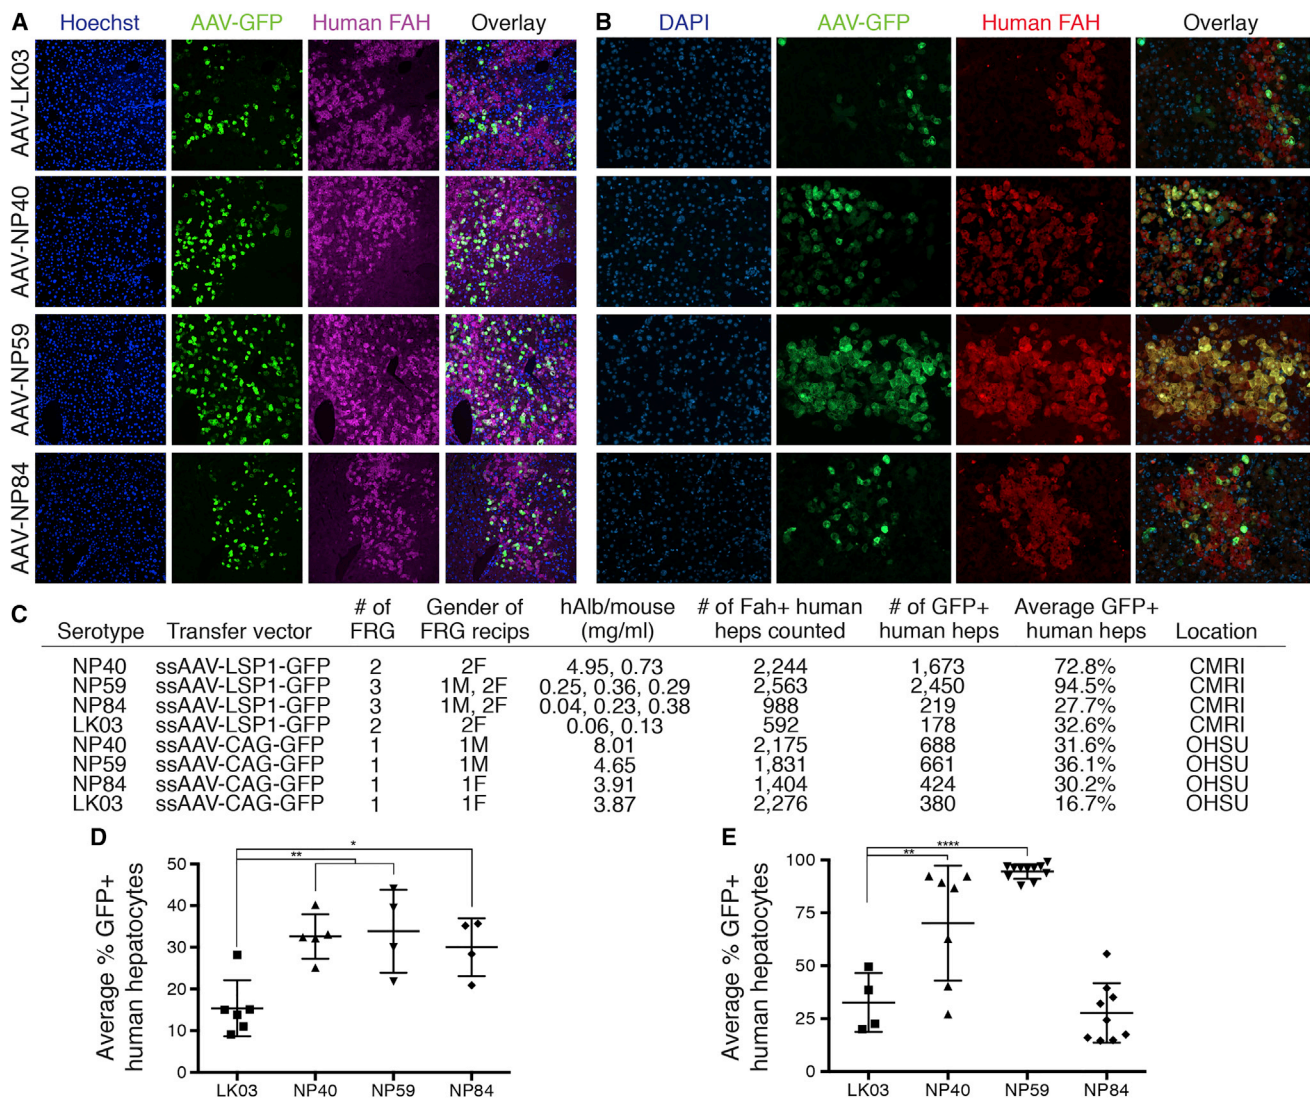 A Hoechst AAV-GFP Human FAH Overlay
AAV-LK03
AAV-NP40
AAV-NP59
AAV-NP84
B DAPI AAV-GFP Human FAH Overlay
C
# of Gender of hAlb/mouse # of Fah+ human # of GFP+ Average GFP+
Serotype Transfer vector FRG FRG recips (mg/ml) heps counted human heps human heps Location
NP40 ssAAV-LSP1-GFP 2 2F 4.95, 0.73 2,244 1,673 72.8% CMRI
NP59 ssAAV-LSP1-GFP 3 1M, 2F 0.25, 0.36, 0.29 2,563 2,450 94.5% CMRI
NP84 ssAAV-LSP1-GFP 3 1M, 2F 0.04, 0.23, 0.38 988 219 27.7% CMRI
LK03 ssAAV-LSP1-GFP 2 2F 0.06, 0.13 592 178 32.6% CMRI
NP40 ssAAV-CAG-GFP 1 1M 8.01 2,175 688 31.6% OHSU
NP59 ssAAV-CAG-GFP 1 1M 4.65 1,831 661 36.1% OHSU
NP84 ssAAV-CAG-GFP 1 1F 3.91 1,404 424 30.2% OHSU
LK03 ssAAV-CAG-GFP 1 1F 3.87 2,276 380 16.7% OHSU
D
Average % GFP+
human hepatocytes
50
40
30
20
10
0
*
**
LK03 NP40 NP59 NP84
E
Average % GFP+
human hepatocytes
100
75
50
25
0
****
**
LK03 NP40 NP59 NP84